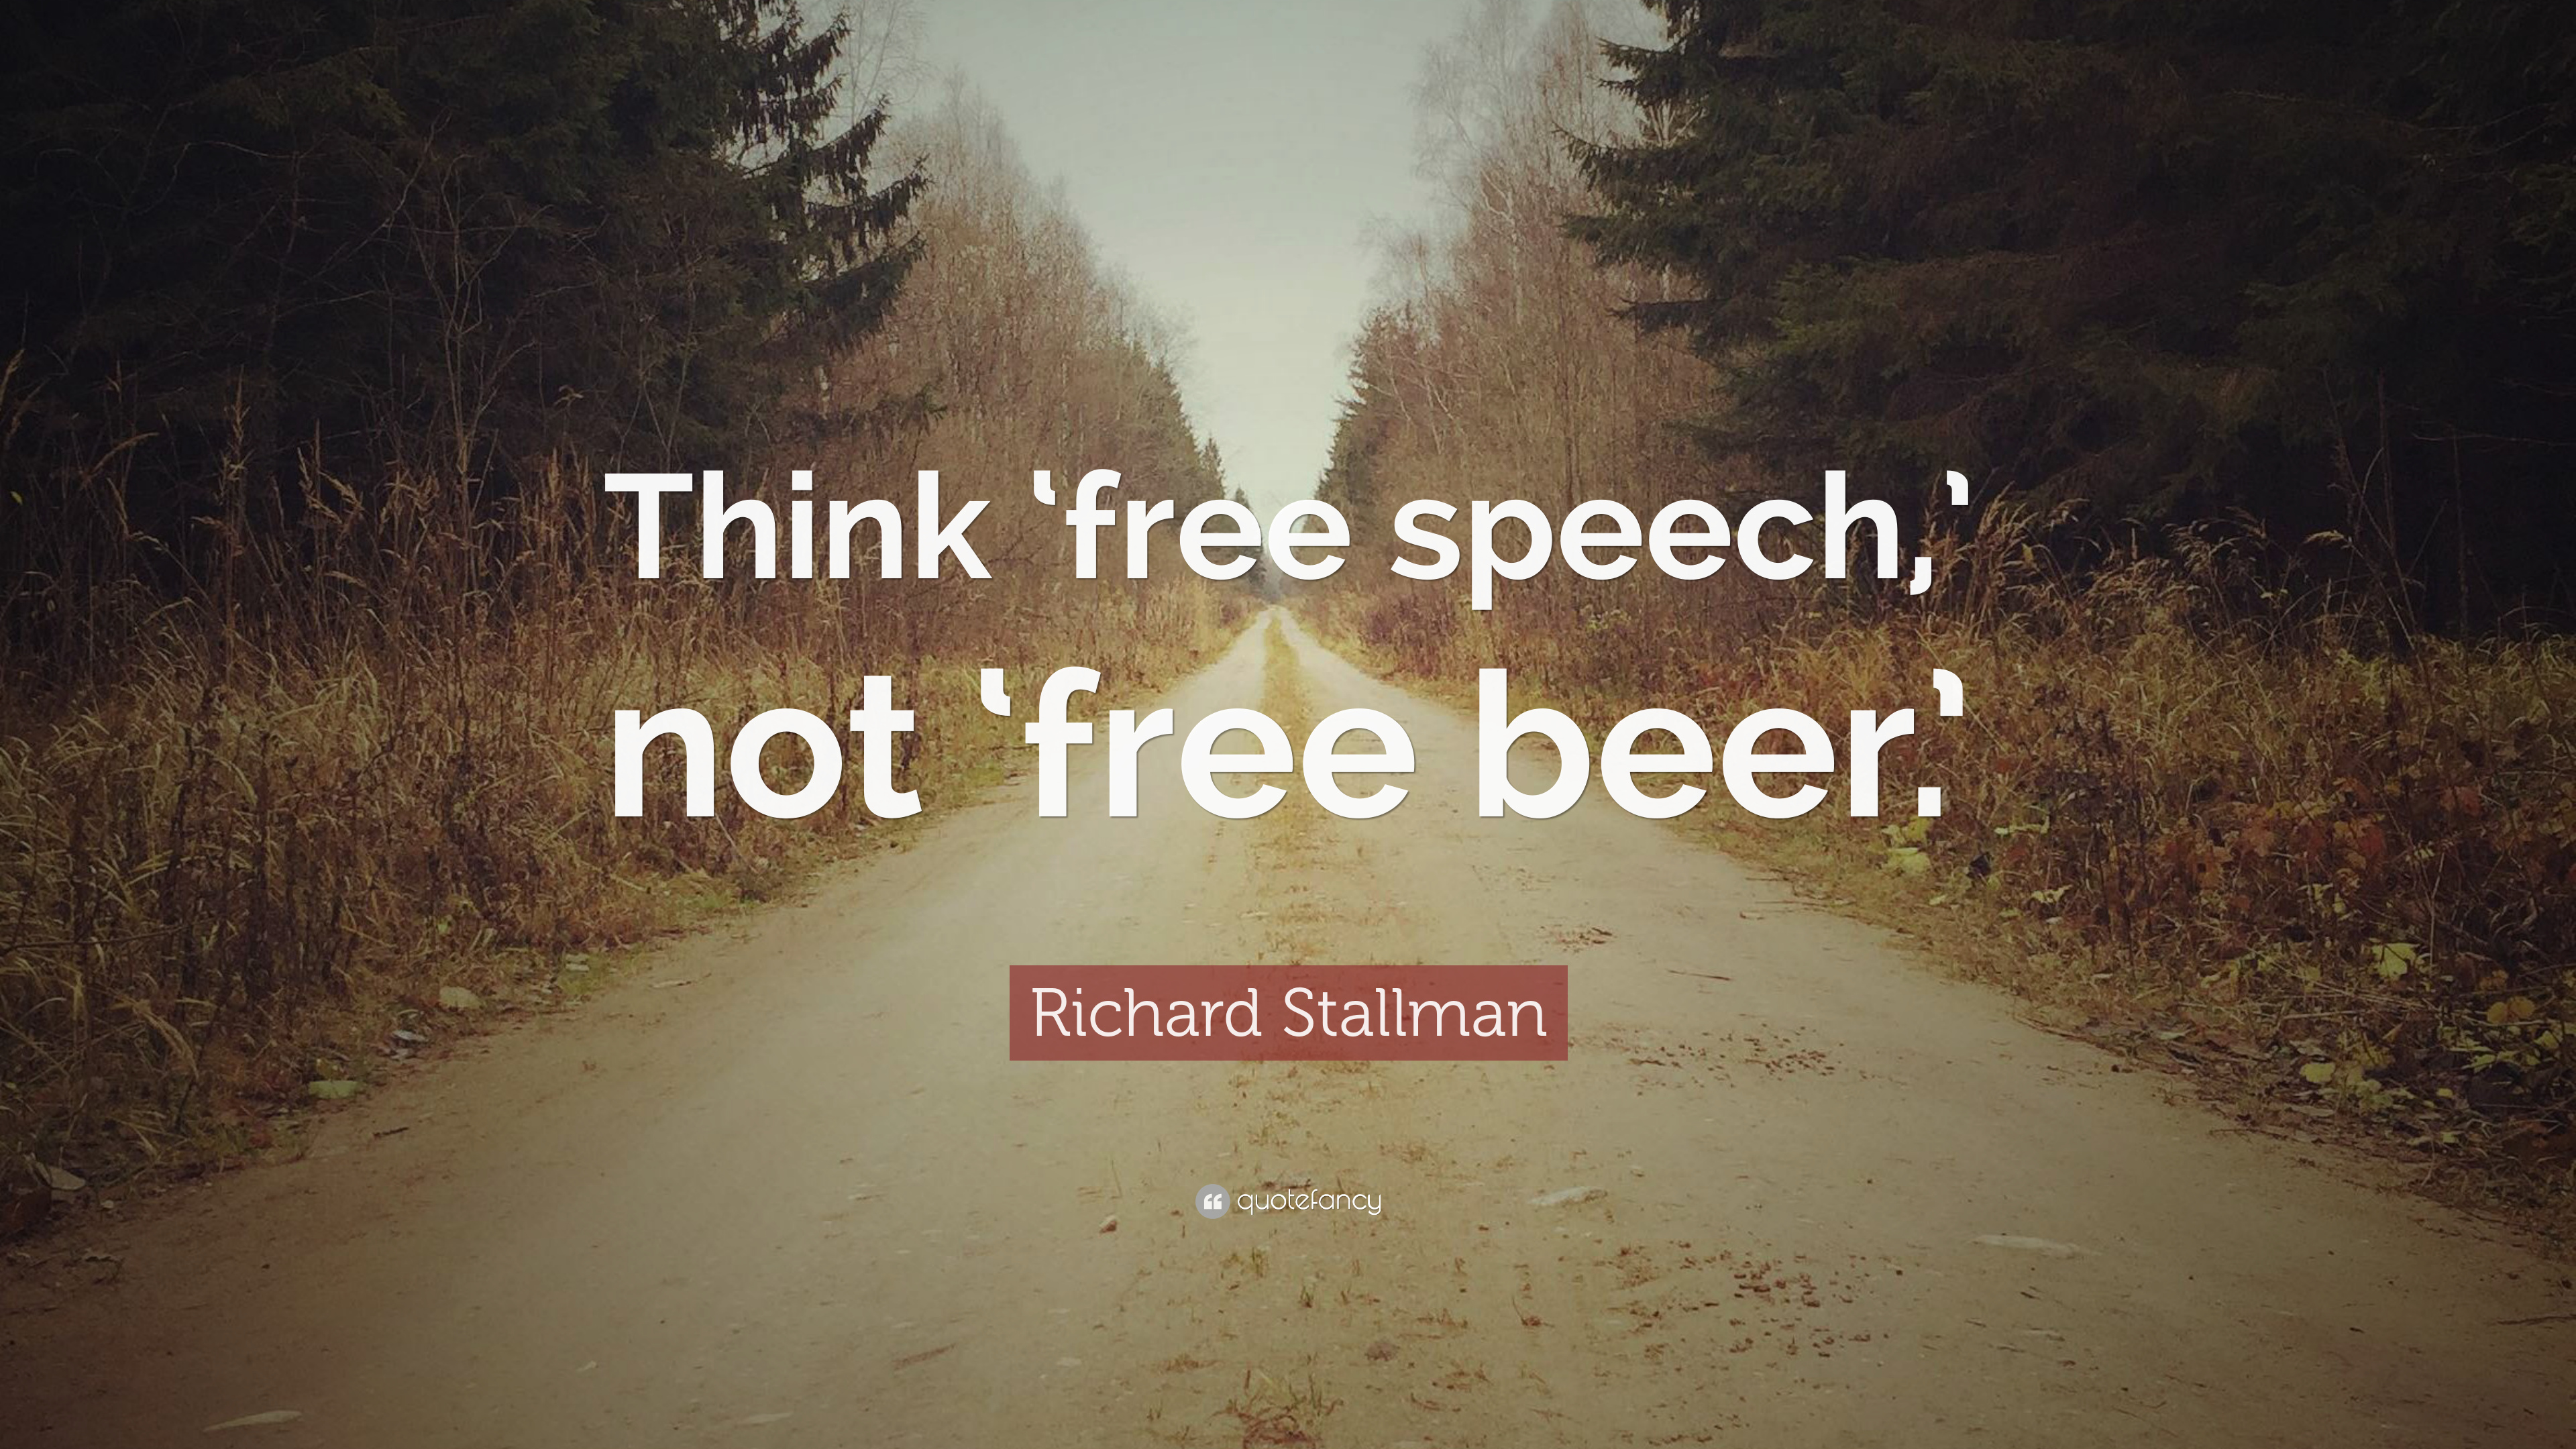 Think ‘free speech,’
not ‘free beer.’
Richard Stallman
quotefancy